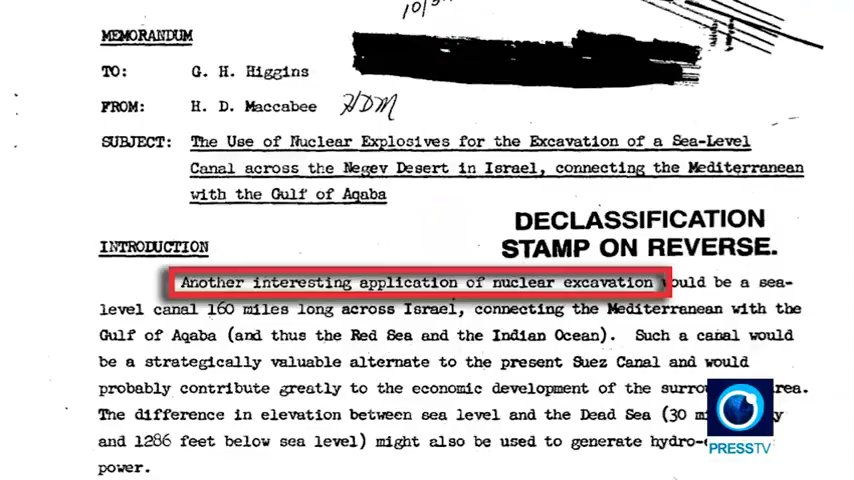 MEMORANDUM
TO: G. H. Higgins
FROM: H. D. Maccabee HDM
SUBJECT: The Use of Nuclear Explosives for the Excavation of a Sea-Level
Canal across the Negev Desert in Israel, connecting the Mediterranean
with the Gulf of Aqaba
DECLASSIFICATION
STAMP ON REVERSE.
INTRODUCTION
Another interesting application of nuclear excavation would be a sea-
level canal 160 miles long across Israel, connecting the Mediterranean with the
Gulf of Aqaba (and thus the Red Sea and the Indian Ocean). Such a canal would
be a strategically valuable alternate to the present Suez Canal and would
probably contribute greatly to the economic development of the
The difference in elevation between sea level and the Dead Sea (30
and 1286 feet below sea level) might also be used to generate hydro-
power.
PRESSTV